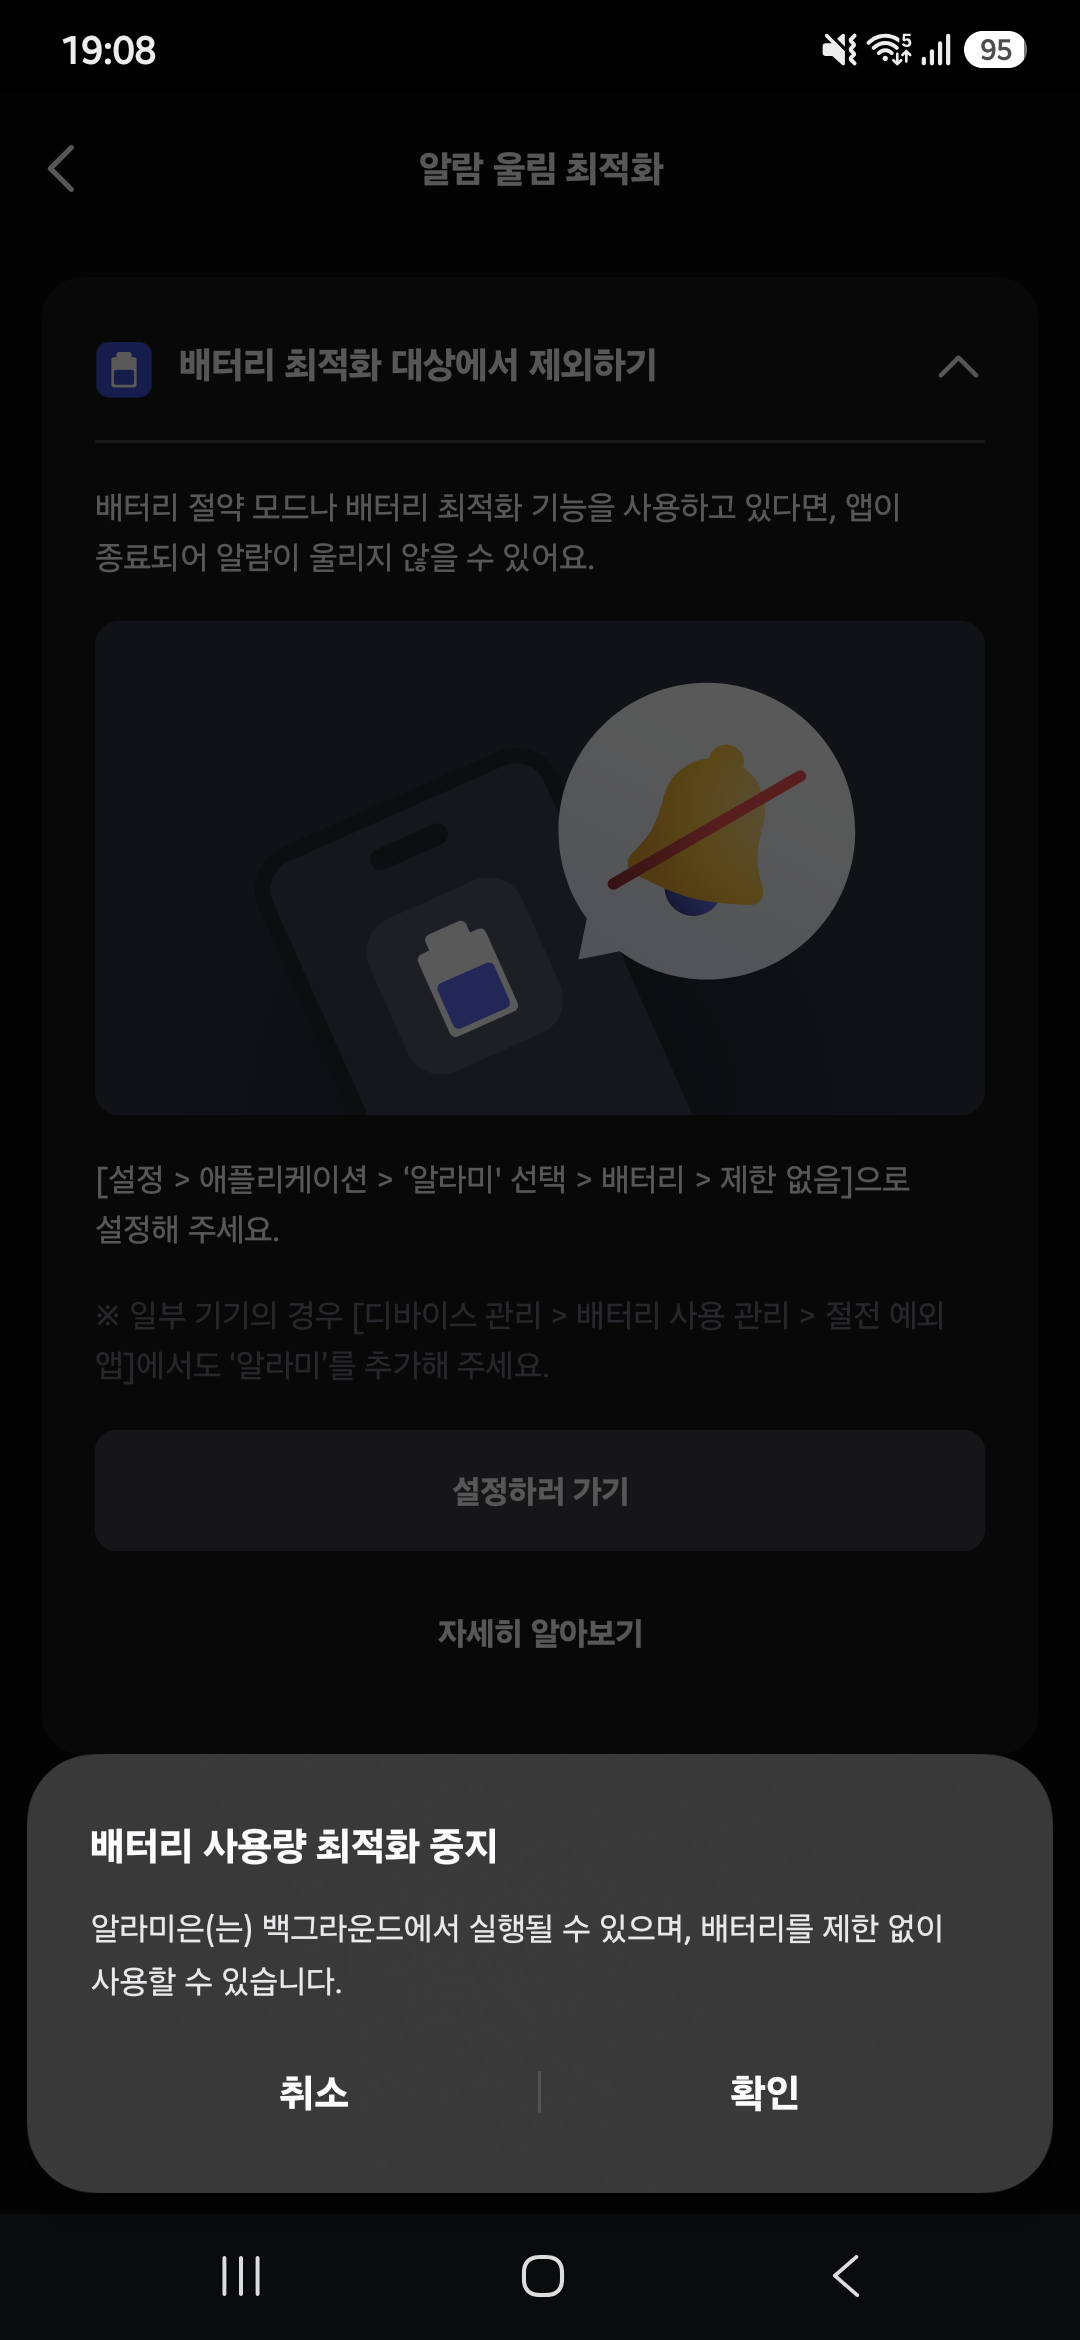 19:08
5
95
알람 울림 최적화
배터리 최적화 대상에서 제외하기
배터리 절약 모드나 배터리 최적화 기능을 사용하고 있다면, 앱이
종료되어 알람이 울리지 않을 수 있어요.
[설정 > 애플리케이션 > ‘알라미' 선택 > 배터리 > 제한 없음]으로
설정해 주세요.
※ 일부 기기의 경우 [디바이스 관리 > 배터리 사용 관리 > 절전 예외
앱]에서도 ‘알라미’를 추가해 주세요.
설정하러 가기
자세히 알아보기
배터리 사용량 최적화 중지
알라미은(는) 백그라운드에서 실행될 수 있으며, 배터리를 제한 없이
사용할 수 있습니다.
취소
확인